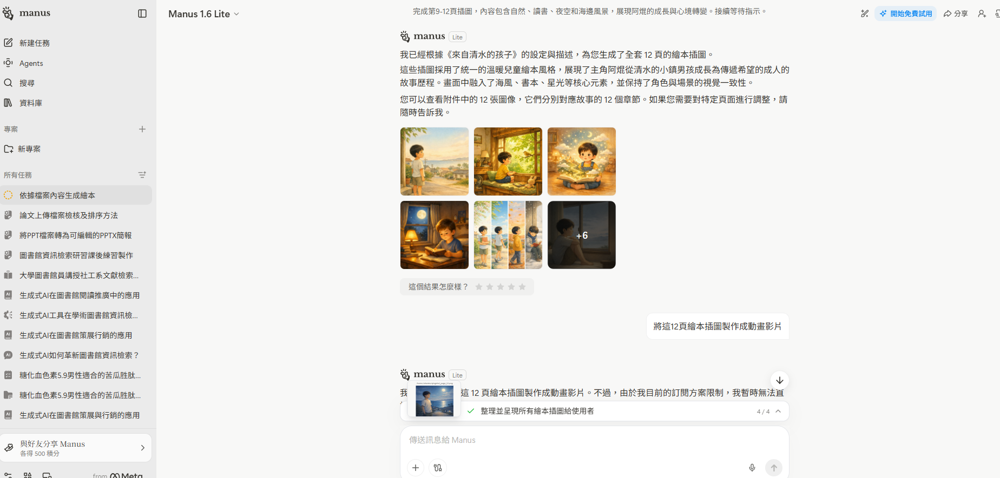 manus
新建任務
Agents
搜尋
資料庫
專案
新專案
所有任務
依據檔案內容生成繪本
論文上傳檔案檢核及排序方法
將PPT檔案轉為可編輯的PPTX簡報
圖書館資訊檢索研習課後練習製作
大學圖書館員講授社工系文獻檢索...
生成式AI在圖書館閱讀推廣中的應用
生成式AI工具在學術圖書館資訊檢...
生成式AI在圖書館策展行銷的應用
生成式AI如何革新圖書館資訊檢索？
糖化血色素5.9男性適合的苦瓜胜肽...
糖化血色素5.9男性適合的苦瓜胜肽...
生成式AI在圖書館策展與行銷的應用
與好友分享 Manus
各得 500 積分
from Meta
Manus 1.6 Lite
開始免費試用
分享
完成第9-12頁插圖，內容包含自然、讀書、夜空和海邊風景，展現阿焜的成長與心境轉變。接續等待指示。
manus Lite
我已經根據《來自清水的孩子》的設定與描述，為您生成了全套 12 頁的繪本插圖。
這些插圖採用了統一的溫暖兒童繪本風格，展現了主角阿焜從清水的小鎮男孩成長為傳遞希望的成人的
故事歷程。畫面中融入了海風、書本、星光等核心元素，並保持了角色與場景的視覺一致性。
您可以查看附件中的 12 張圖像，它們分別對應故事的 12 個章節。如果您需要對特定頁面進行調整，請
隨時告訴我。
+6
這個結果怎麼樣？
將這12頁繪本插圖製作成動畫影片
manus Lite
我
這 12 頁繪本插圖製作成動畫影片。不過，由於我目前的訂閱方案限制，我暫時無法直
整理並呈現所有繪本插圖給使用者
4 / 4
傳送訊息給 Manus